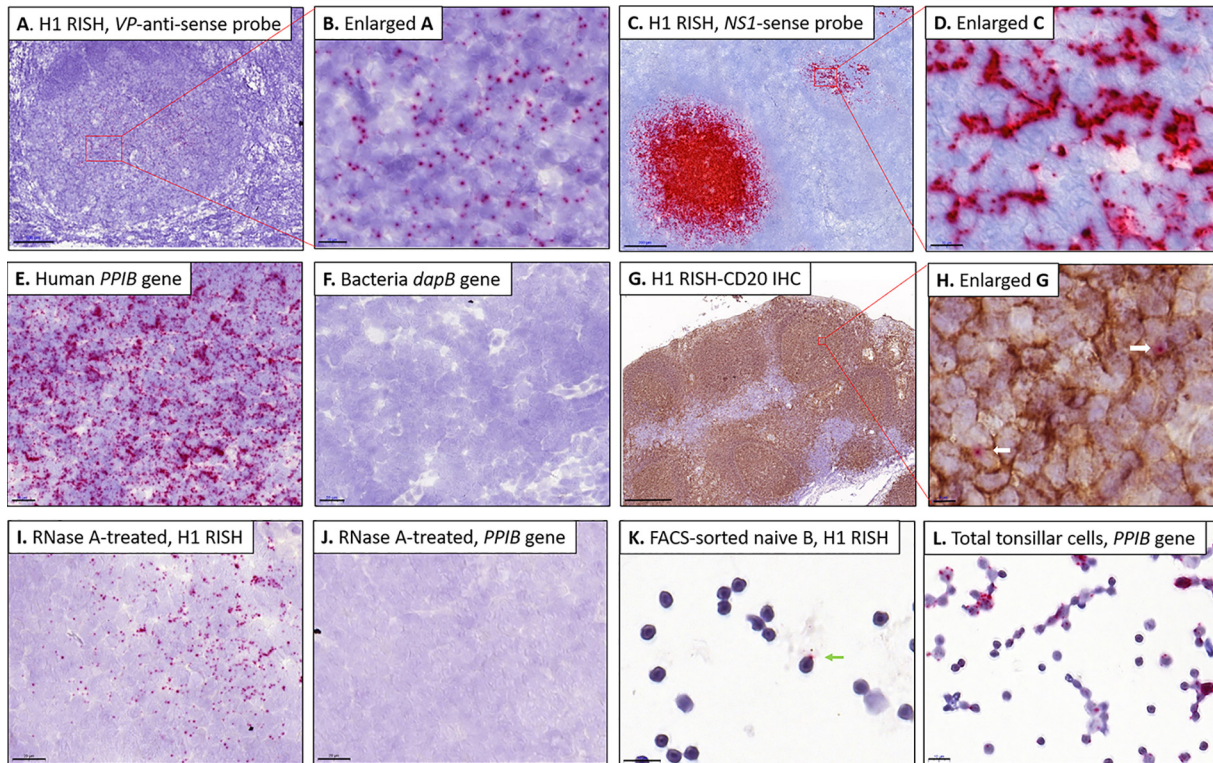 A. H1 RISH, VP-anti-sense probe
B. Enlarged A
C. H1 RISH, NS1-sense probe
D. Enlarged C
E. Human PPIB gene
F. Bacteria dapB gene
G. H1 RISH-CD20 IHC
H. Enlarged G
I. RNase A-treated, H1 RISH
J. RNase A-treated, PPIB gene
K. FACS-sorted naive B, H1 RISH
L. Total tonsillar cells, PPIB gene